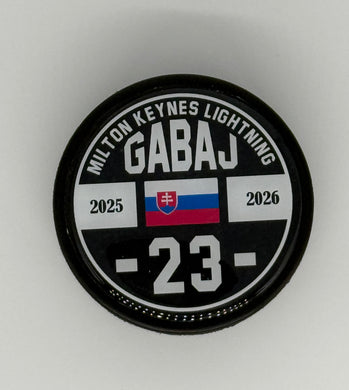 MILTON KEYNES LIGHTNING
GABAJ
2025 2026
-23-